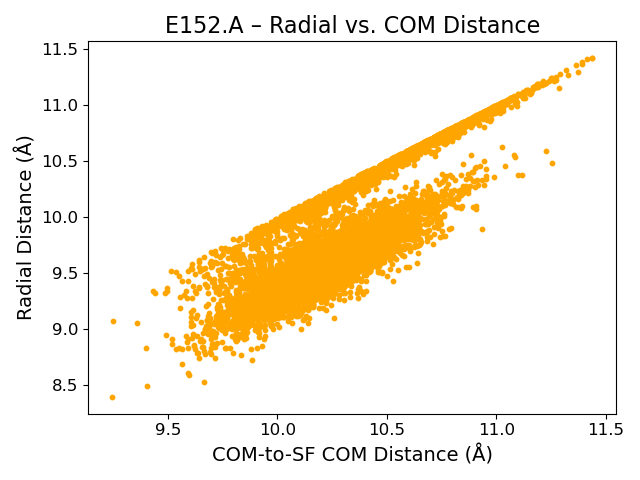 E152.A – Radial vs. COM Distance
11.5
11.0
10.5
10.0
9.5
9.0
8.5
Radial Distance (Å)
9.5 10.0 10.5 11.0 11.5
COM-to-SF COM Distance (Å)